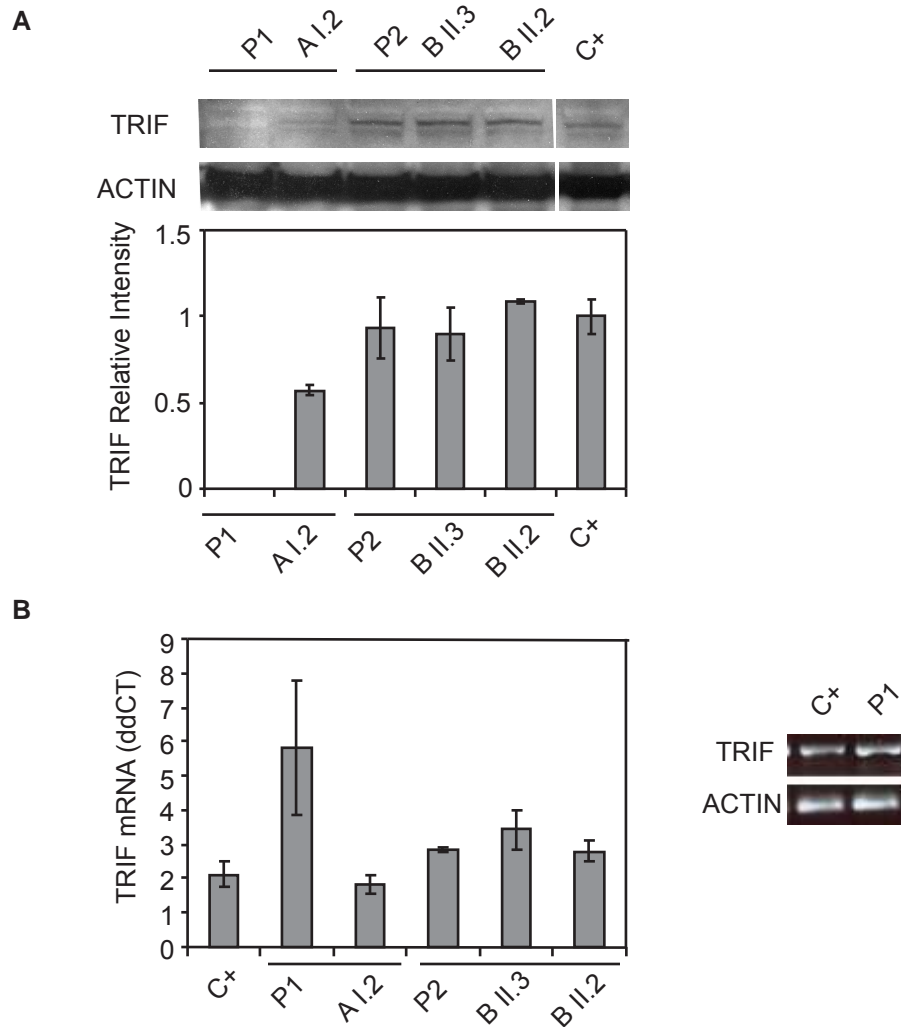 A
P1 A I.2 P2 B II.3 B II.2 C+
TRIF
ACTIN
TRIF Relative Intensity
1.5
1
0.5
0
P1 A I.2 P2 B II.3 B II.2 C+
B
TRIF mRNA (ddCT)
9
8
7
6
5
4
3
2
1
0
C+ P1 A I.2 P2 B II.3 B II.2
C+ P1
TRIF
ACTIN